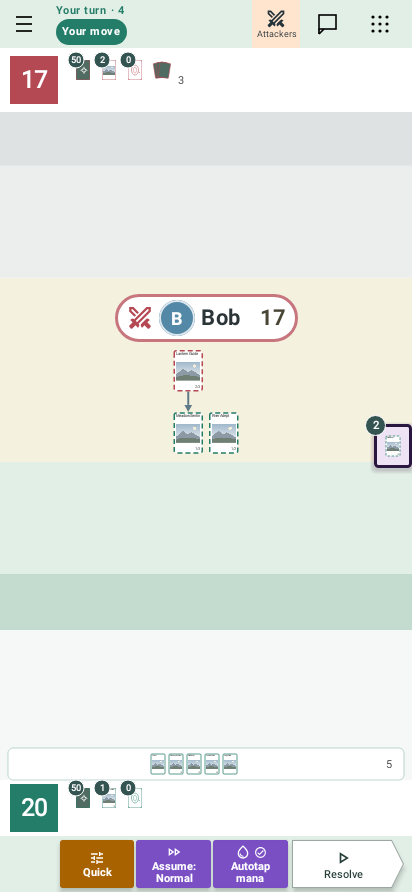 Your turn · 4
Your move
Attackers
17
50
2
0
3
B Bob 17
2
5
20
50
1
0
Quick
Assume:
Normal
Autotap
mana
Resolve